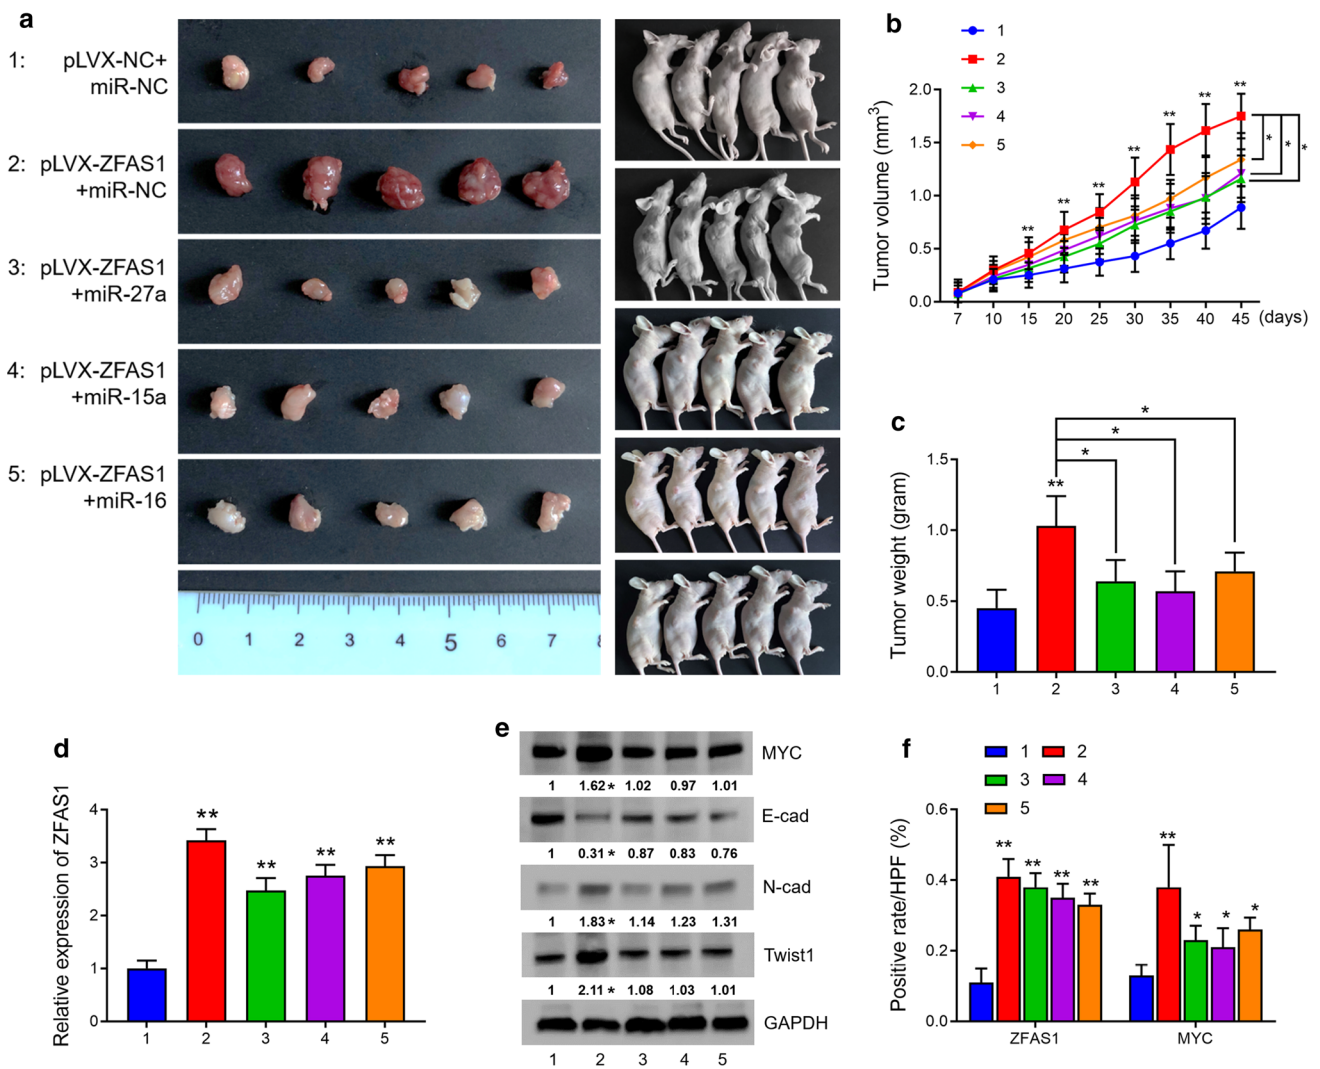 a
1: pLVX-NC+
miR-NC
2: pLVX-ZFAS1
+miR-NC
3: pLVX-ZFAS1
+miR-27a
4: pLVX-ZFAS1
+miR-15a
5: pLVX-ZFAS1
+miR-16
0 1 2 3 4 5 6 7 8
b
1
2
3
4
5
Tumor volume (mm³)
2.0
1.5
1.0
0.5
0.0
** ** ** ** ** ** **
* * *
7 10 15 20 25 30 35 40 45 (days)
c
Tumor weight (gram)
1.5
1.0
0.5
0.0
*
*
*
**
1 2 3 4 5
d
Relative expression of ZFAS1
4
3
2
1
0
** ** ** **
1 2 3 4 5
e
MYC
1 1.62 * 1.02 0.97 1.01
E-cad
1 0.31 * 0.87 0.83 0.76
N-cad
1 1.83 * 1.14 1.23 1.31
Twist1
1 2.11 * 1.08 1.03 1.01
GAPDH
1 2 3 4 5
f
1 2
3 4
5
Positive rate/HPF (%)
0.6
0.4
0.2
0.0
** ** ** ** ** * * *
ZFAS1 MYC